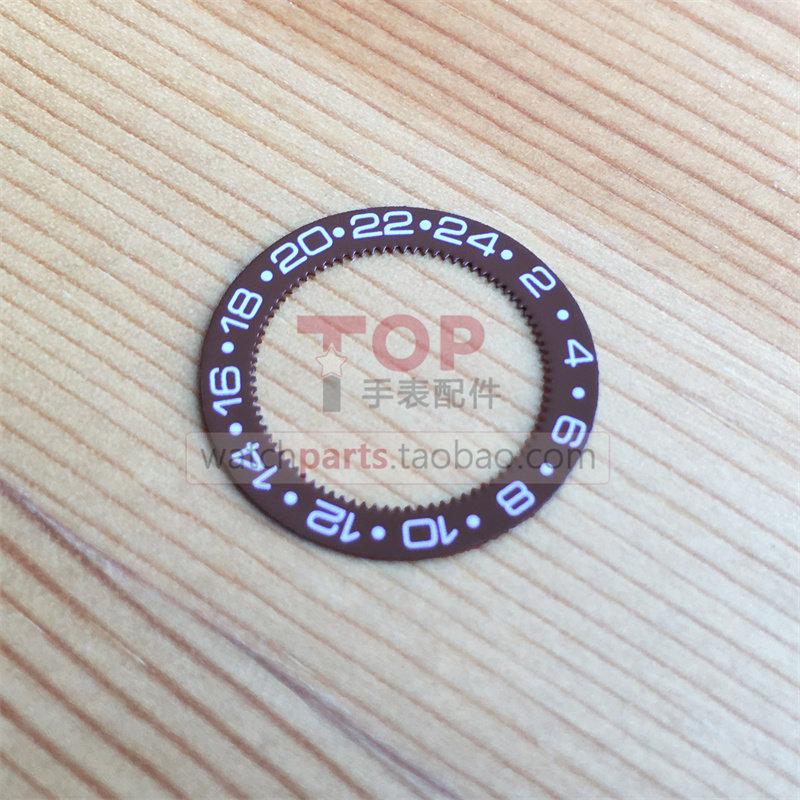 24 • 2 • 4 • 6 • 8 • 10 • 12 • 14 • 16 • 18 • 20 • 22 •
TOP
手表配件
watchparts.taobao.com